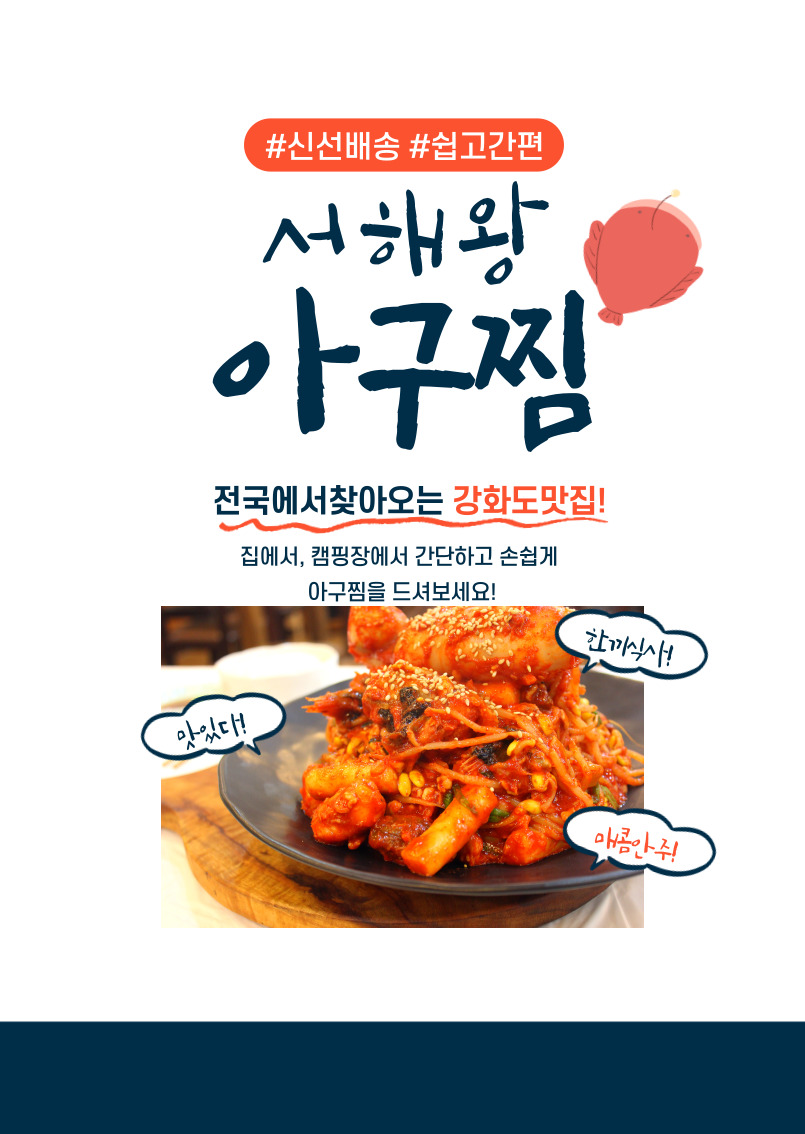 #신선배송 #쉽고간편
서해왕
아구찜
전국에서찾아오는 강화도맛집!
집에서, 캠핑장에서 간단하고 손쉽게
아구찜을 드셔보세요!
한끼식사!
맛있다!
매콤안주!